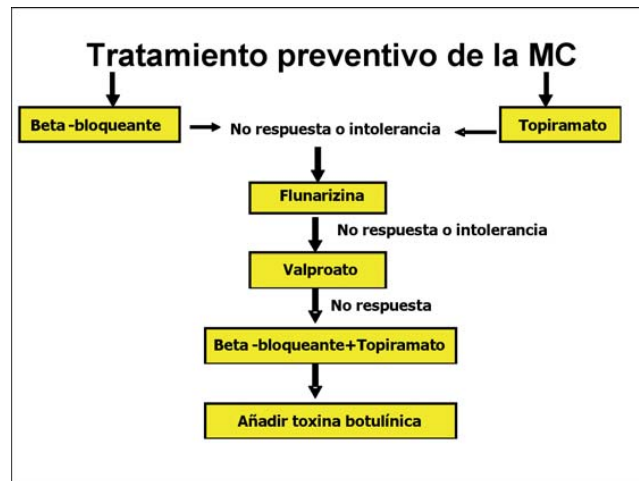 Tratamiento preventivo de la MC
Beta -bloqueante
No respuesta o intolerancia
Topiramato
Flunarizina
No respuesta o intolerancia
Valproato
No respuesta
Beta -bloqueante+Topiramato
Añadir toxina botulínica